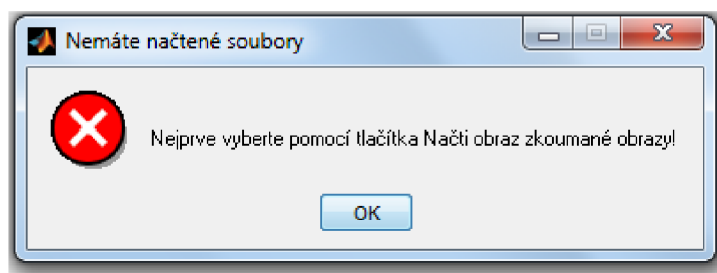 Nemáte načtené soubory
Nejprve vyberte pomocí tlačítka Načti obraz zkoumané obrazy!
OK